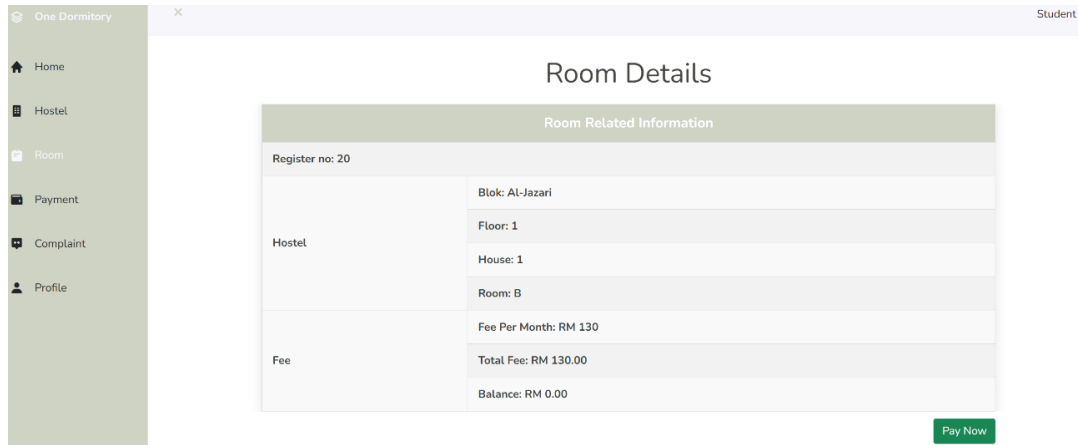 One Dormitory
×
Student
Home
Hostel
Room
Payment
Complaint
Profile
Room Details
Room Related Information
Register no: 20
Hostel
Blok: Al-Jazari
Floor: 1
House: 1
Room: B
Fee
Fee Per Month: RM 130
Total Fee: RM 130.00
Balance: RM 0.00
Pay Now